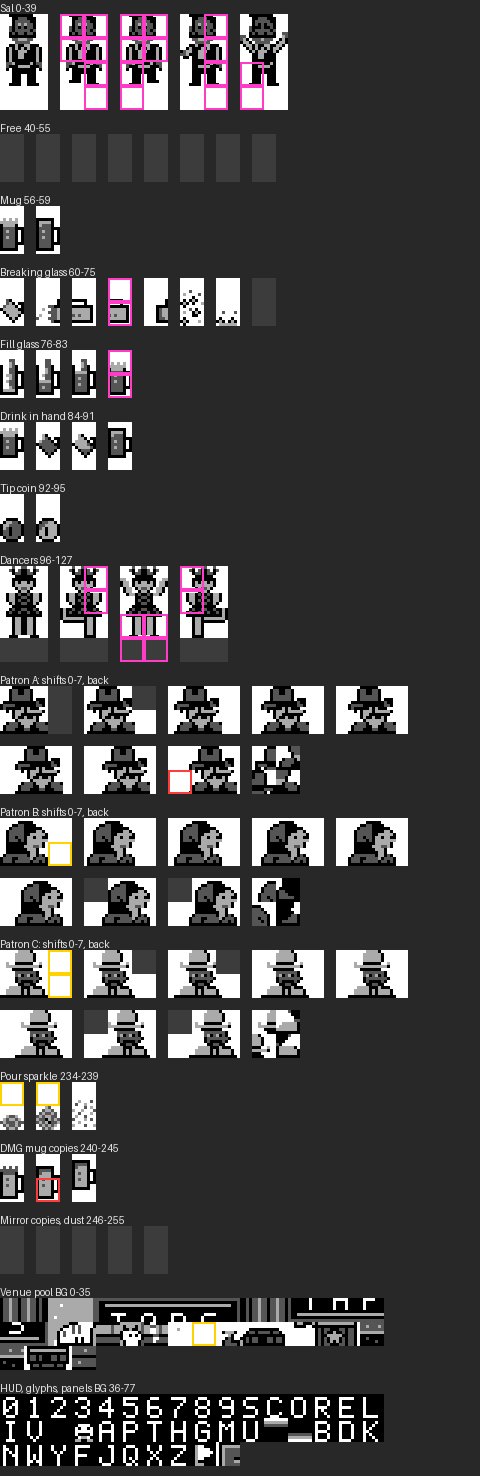 Sal 0-39
Free 40-55
Mug 56-59
Breaking glass 60-75
Fill glass 76-83
Drink in hand 84-91
Tip coin 92-95
Dancers 96-127
Patron A: shifts 0-7, back
Patron B: shifts 0-7, back
Patron C: shifts 0-7, back
Pour sparkle 234-239
DMG mug copies 240-245
Mirror copies, dust 246-255
Venue pool BG 0-35
HUD, glyphs, panels BG 36-77
0123456789SCOREL
IV APTHGMU BDK
NWYFJQXZ